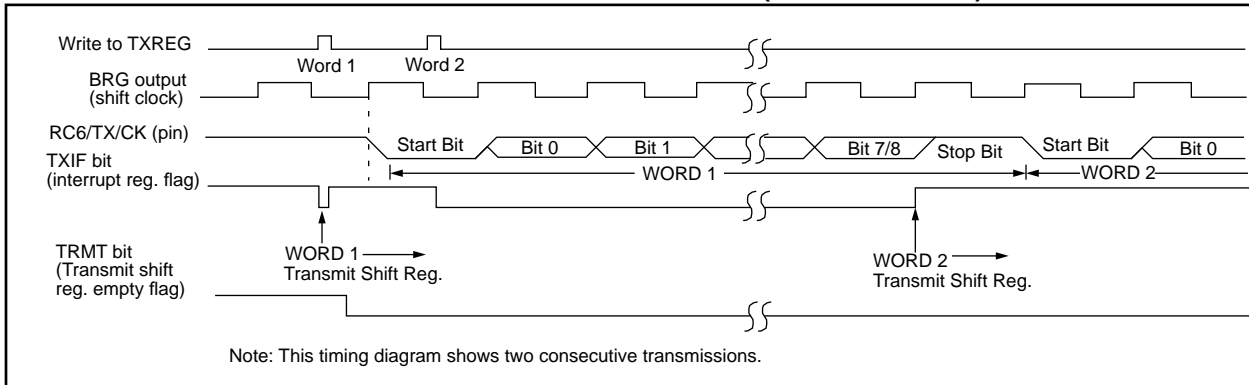 Write to TXREG
Word 1
Word 2
BRG output
(shift clock)
RC6/TX/CK (pin)
Start Bit
Bit 0
Bit 1
Bit 7/8
Stop Bit
Start Bit
Bit 0
TXIF bit
(interrupt reg. flag)
WORD 1
WORD 2
TRMT bit
(Transmit shift
reg. empty flag)
WORD 1
Transmit Shift Reg.
WORD 2
Transmit Shift Reg.
Note: This timing diagram shows two consecutive transmissions.